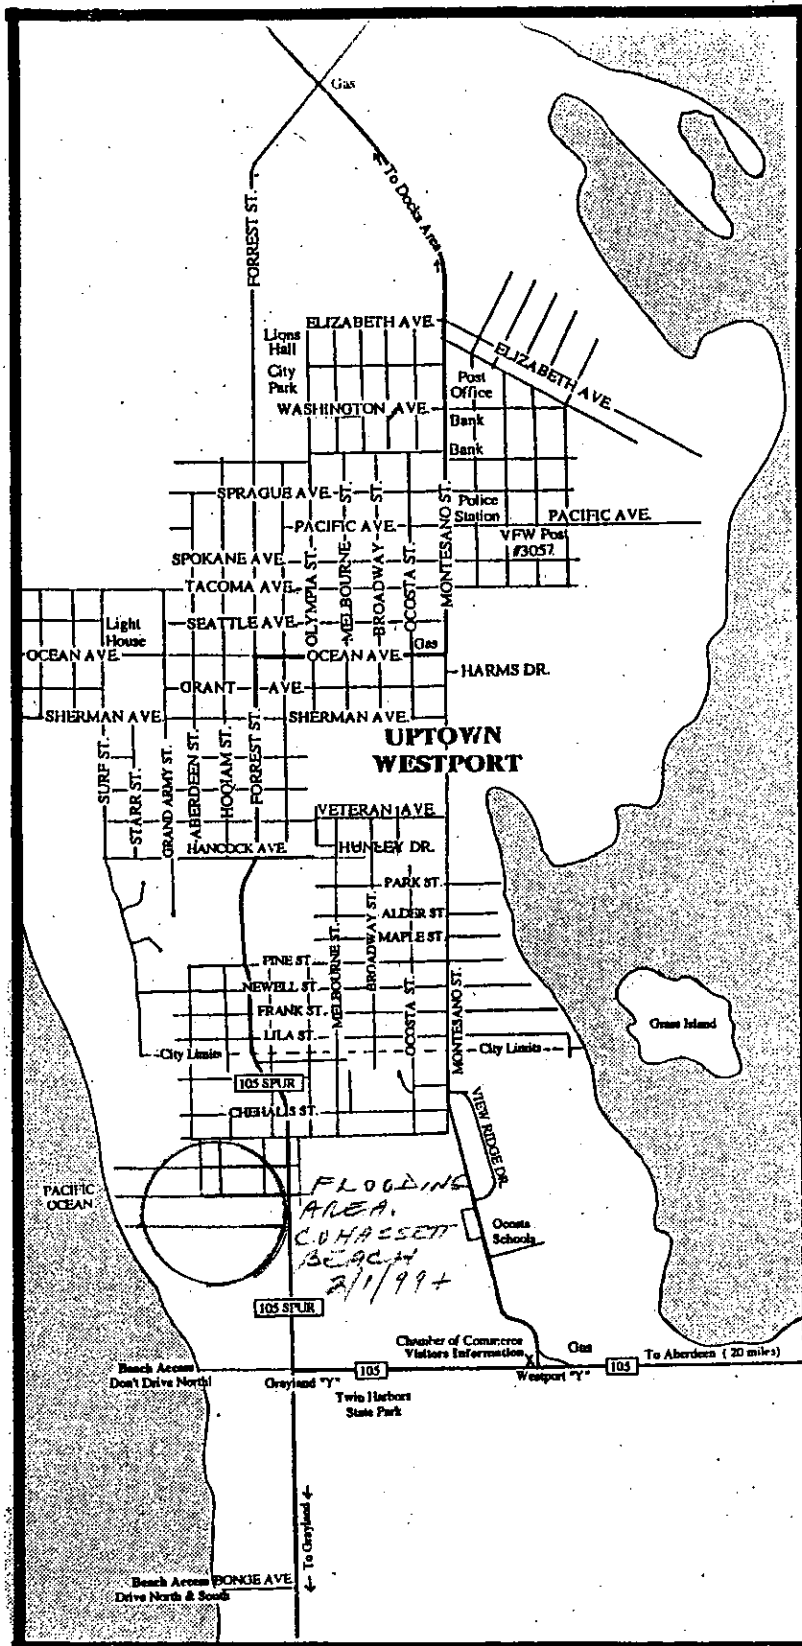 Gas
To Docks Area
FORREST ST.
ELIZABETH AVE.
Lions
Hall
ELIZABETH AVE.
City
Park
Post
Office
WASHINGTON AVE.
Bank
Bank
SPRAGUE AVE.
Police
Station
PACIFIC AVE.
PACIFIC AVE.
VFW Post
#3057
SPOKANE AVE.
TACOMA AVE.
OLYMPIA ST.
MELBOURNE ST.
BROADWAY ST.
OCOSTA ST.
MONTESANO ST.
Light
House
SEATTLE AVE.
Gas
OCEAN AVE.
OCEAN AVE.
HARMS DR.
GRANT AVE.
SHERMAN AVE.
SHERMAN AVE.
UPTOWN
WESTPORT
SURF ST.
STARR ST.
GRAND ARMY ST.
ABERDEEN ST.
HOQIAM ST.
FORREST ST.
VETERAN AVE.
HANCOCK AVE.
HUNLEY DR.
PARK ST.
ALDER ST.
MAPLE ST.
MELBOURNE ST.
BROADWAY ST.
OCOSTA ST.
MONTESANO ST.
PINE ST.
NEWELL ST.
FRANK ST.
LILA ST.
Grass Island
City Limits
City Limits
105 SPUR
CHEHALIS ST.
VIEW RIDGE DR.
PACIFIC
OCEAN
FLOODING
AREA.
COHASSETT
BEACH
2/1/99+
Ocosta
Schools
105 SPUR
Chamber of Commerce
Visitors Information
X
Gas
To Aberdeen ( 20 miles)
Beach Access
Don't Drive North!
Grayland "Y"
105
Westport "Y"
105
Twin Harbors
State Park
To Grayland
Beach Access
BONGE AVE.
Drive North & South